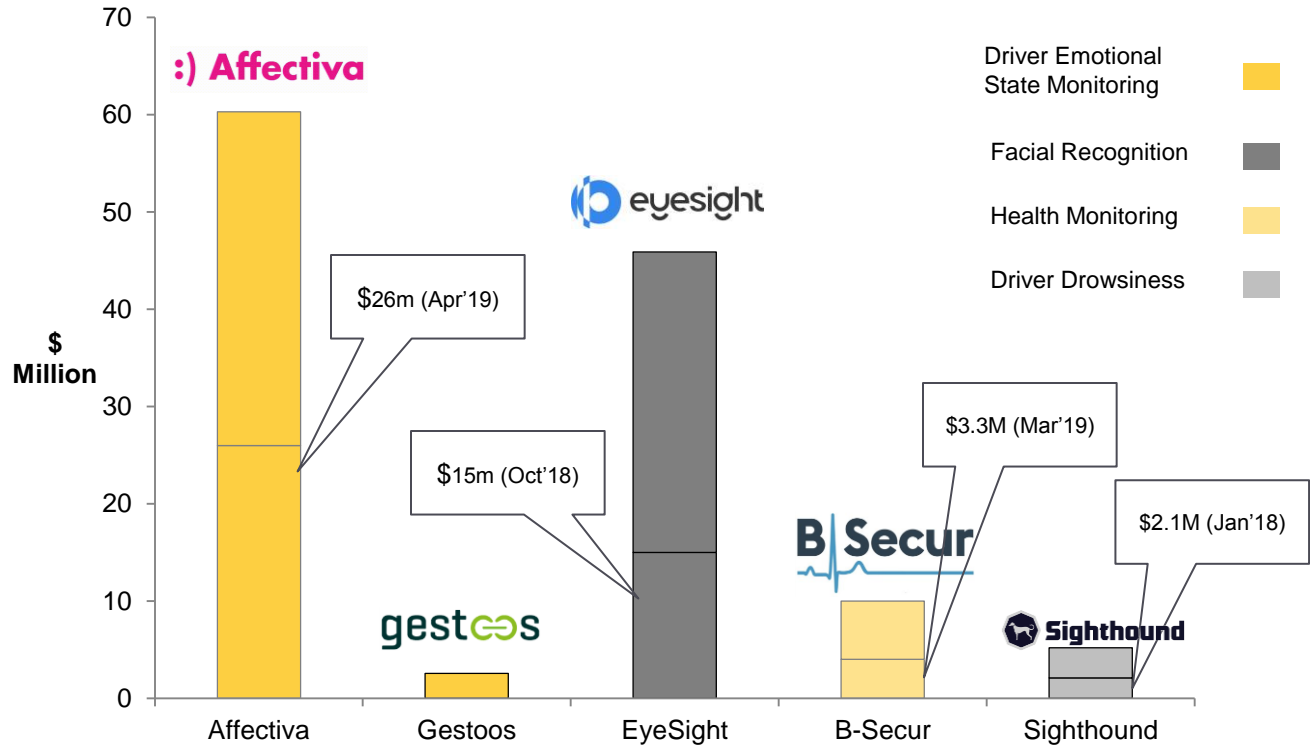 70
60
50
40
30
20
10
0
$
Million
:) Affectiva
gestoos
eyesight
B Secur
Sighthound
$26m (Apr’19)
$15m (Oct’18)
$3.3M (Mar’19)
$2.1M (Jan’18)
Driver Emotional
State Monitoring
Facial Recognition
Health Monitoring
Driver Drowsiness
Affectiva
Gestoos
EyeSight
B-Secur
Sighthound